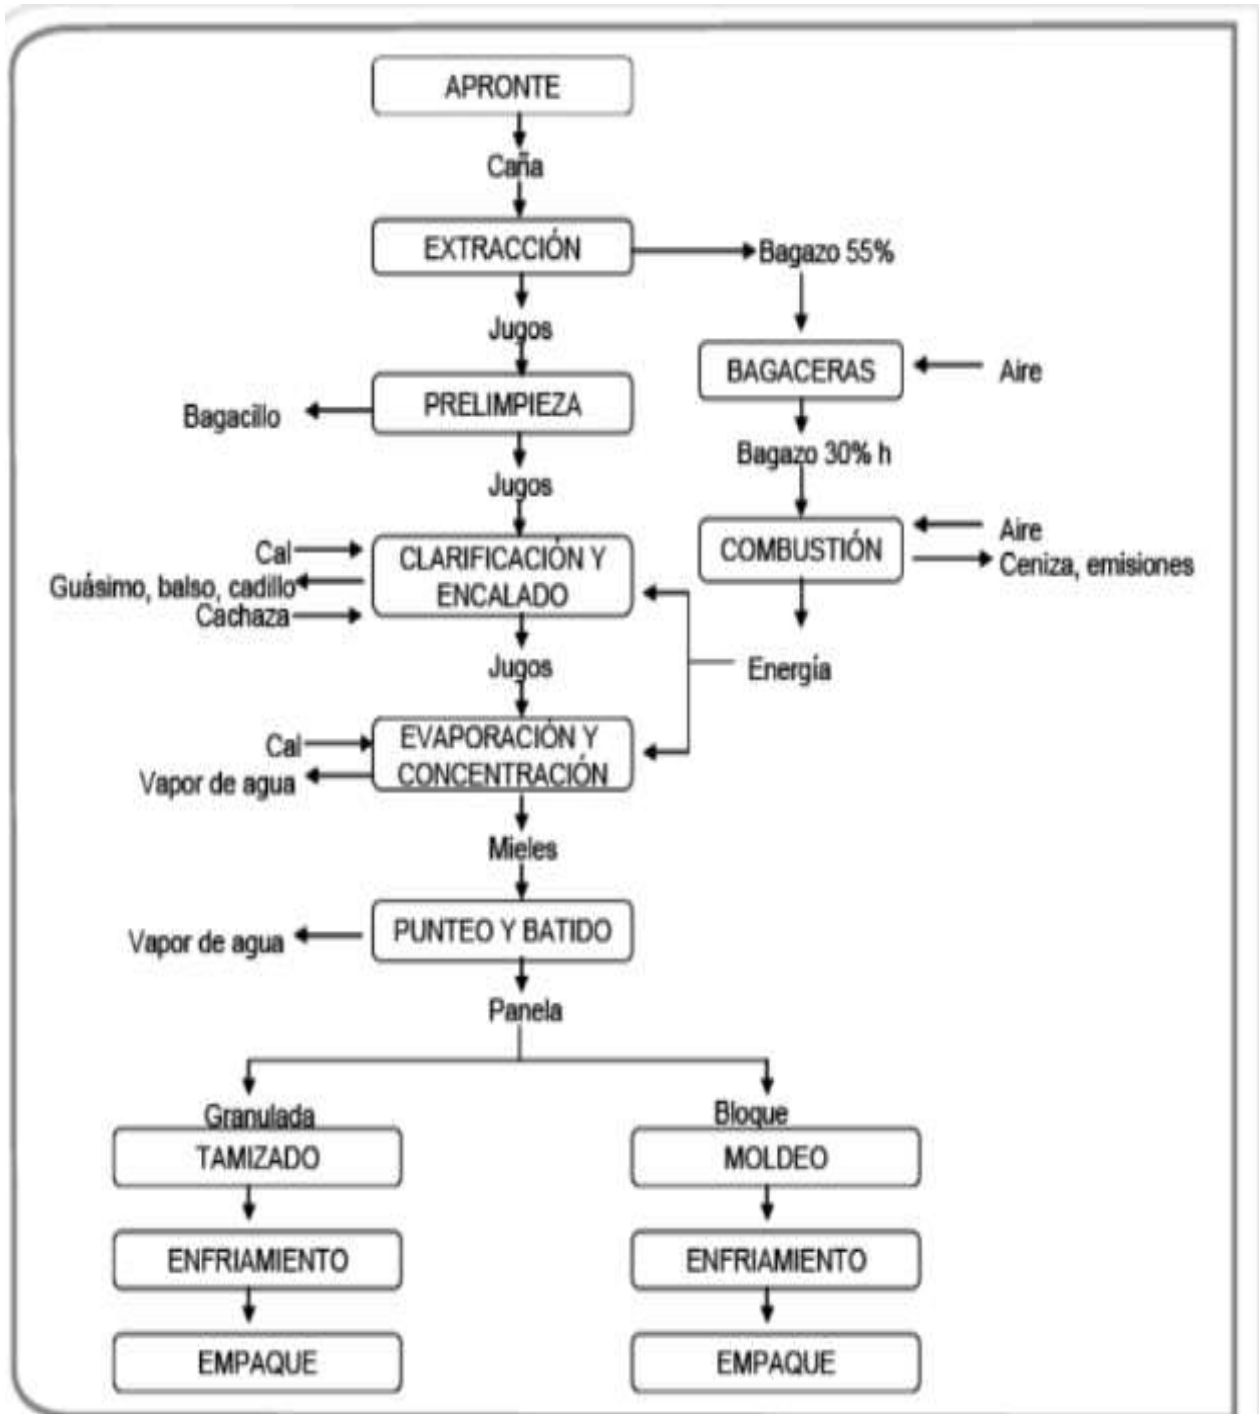 APRONTE
Caña
EXTRACCIÓN
Bagazo 55%
Jugos
BAGACERAS
Aire
PRELIMPIEZA
Bagacillo
Bagazo 30% h
Jugos
COMBUSTIÓN
Aire
Ceniza, emisiones
Cal
CLARIFICACIÓN Y
ENCALADO
Guásimo, balso, cadillo
Cachaza
Jugos
Energía
Cal
EVAPORACIÓN Y
CONCENTRACIÓN
Vapor de agua
Mieles
PUNTEO Y BATIDO
Vapor de agua
Panela
Granulada
TAMIZADO
ENFRIAMIENTO
EMPAQUE
Bloque
MOLDEO
ENFRIAMIENTO
EMPAQUE